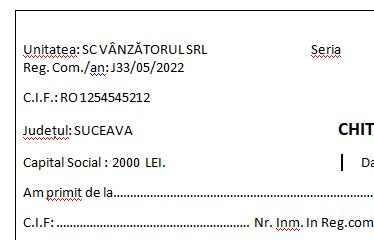 Unitatea: SC VÂNZĂTORUL SRL Seria
Reg. Com./an: J33/05/2022
C.I.F.: RO 1254545212
Județul: SUCEAVA CHIT
Capital Social : 2000 LEI. Da
Am primit de la..............................................................................
C.I.F: ......................................................... Nr. Inm. In Reg.com